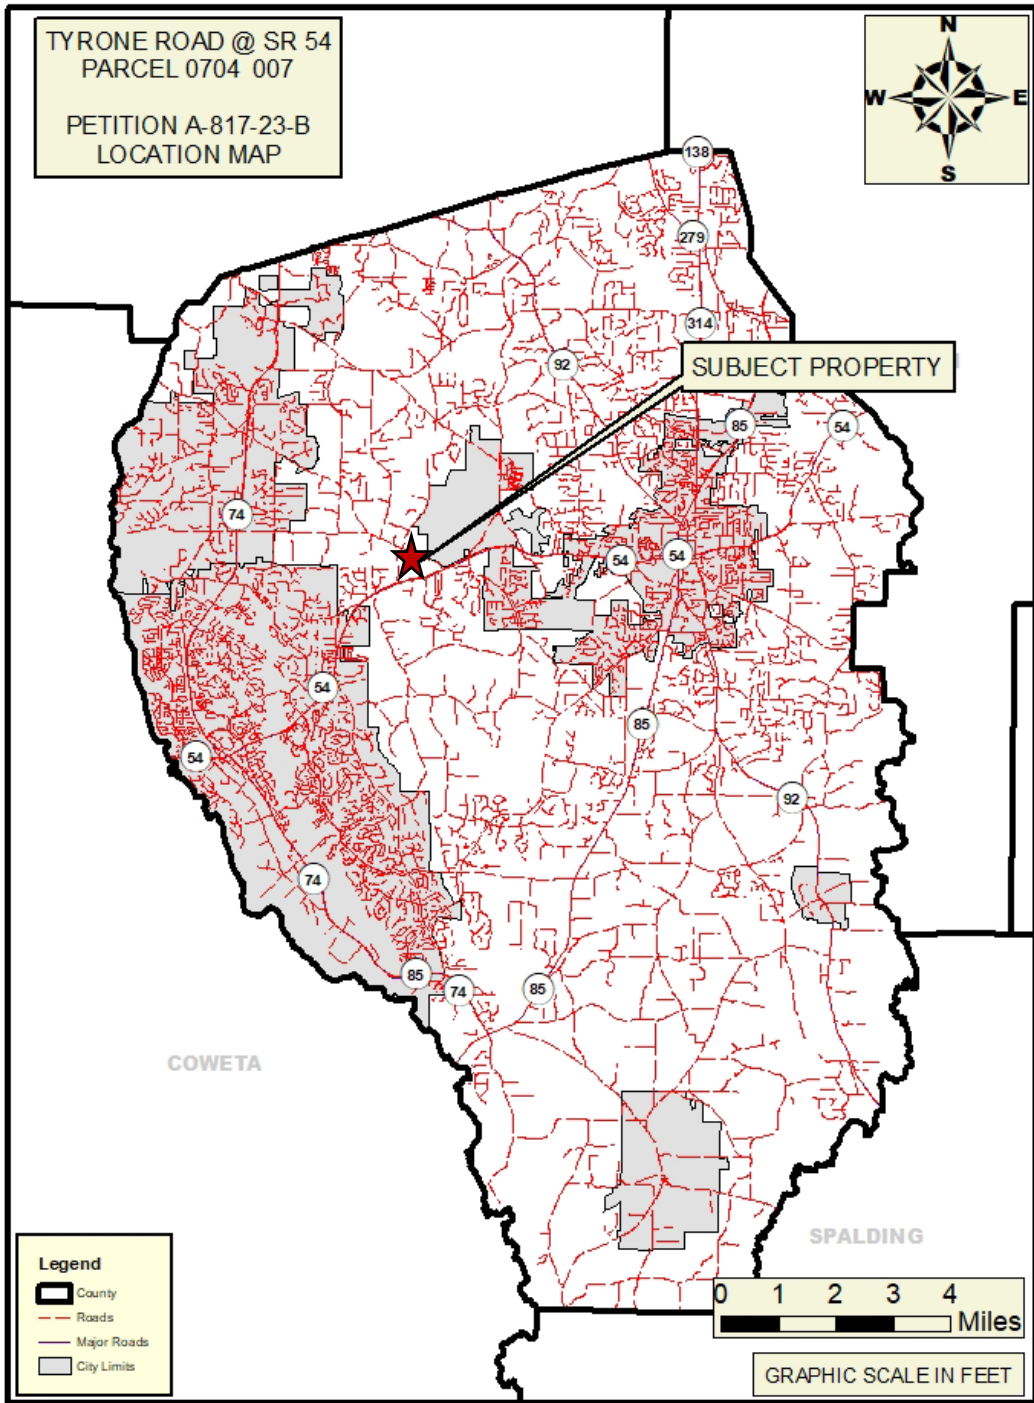 TYRONE ROAD @ SR 54
PARCEL 0704 007
PETITION A-817-23-B
LOCATION MAP
N
W E
S
138
279
314
92
SUBJECT PROPERTY
85
54
74
54
54
54
85
54
92
74
85
74
85
COWETA
SPALDING
Legend
County
Roads
Major Roads
City Limits
0 1 2 3 4
Miles
GRAPHIC SCALE IN FEET